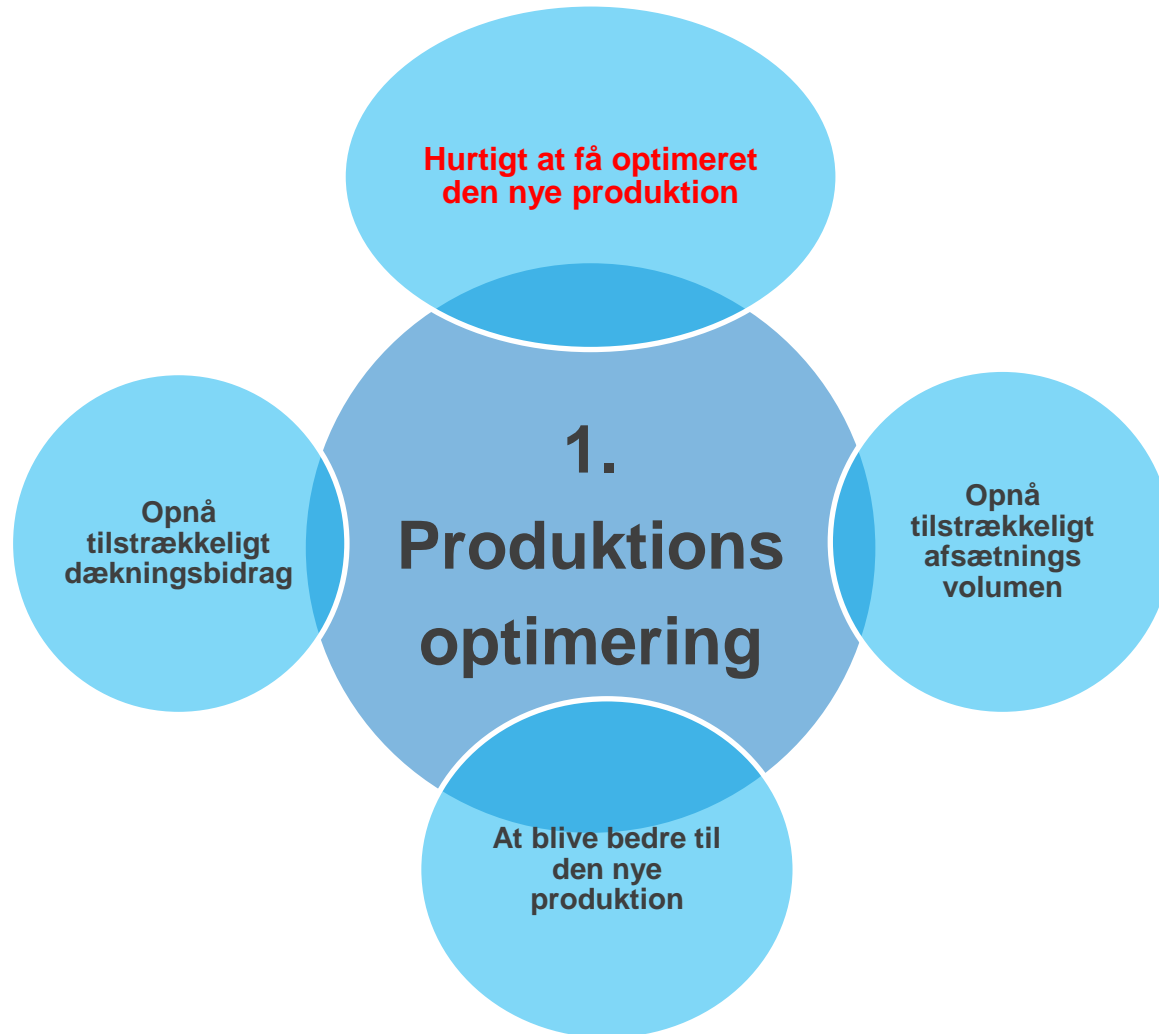 Hurtigt at få optimeret
den nye produktion
1.
Produktions
optimering
Opnå
tilstrækkeligt
dækningsbidrag
Opnå
tilstrækkeligt
afsætnings
volumen
At blive bedre til
den nye
produktion